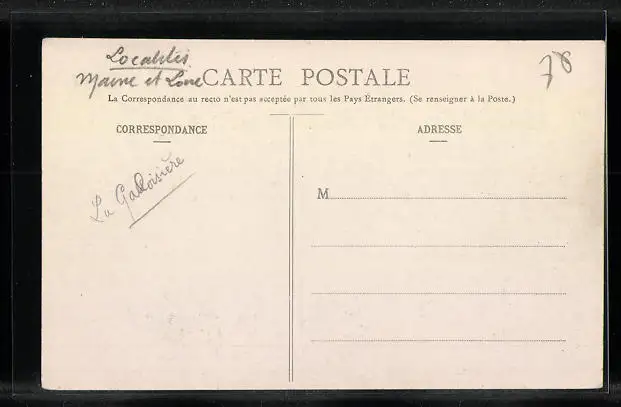 Localités
Maine et Loire
78
CARTE POSTALE
La Correspondance au recto n'est pas acceptée par tous les Pays Étrangers. (Se renseigner à la Poste.)
CORRESPONDANCE
ADRESSE
La Galloisière
M